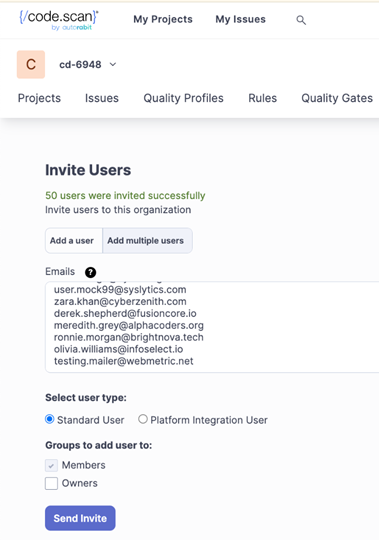 {/code.scan}*
by autorabit
My Projects My Issues
C cd-6948
Projects Issues Quality Profiles Rules Quality Gates
Invite Users
50 users were invited successfully
Invite users to this organization
Add a user Add multiple users
Emails ?
user.mock99@syslytics.com
zara.khan@cyberzenith.com
derek.shepherd@fusioncore.io
meredith.grey@alphacoders.org
ronnie.morgan@brightnova.tech
olivia.williams@infoselect.io
testing.mailer@webmetric.net
Select user type:
Standard User Platform Integration User
Groups to add user to:
Members
Owners
Send Invite